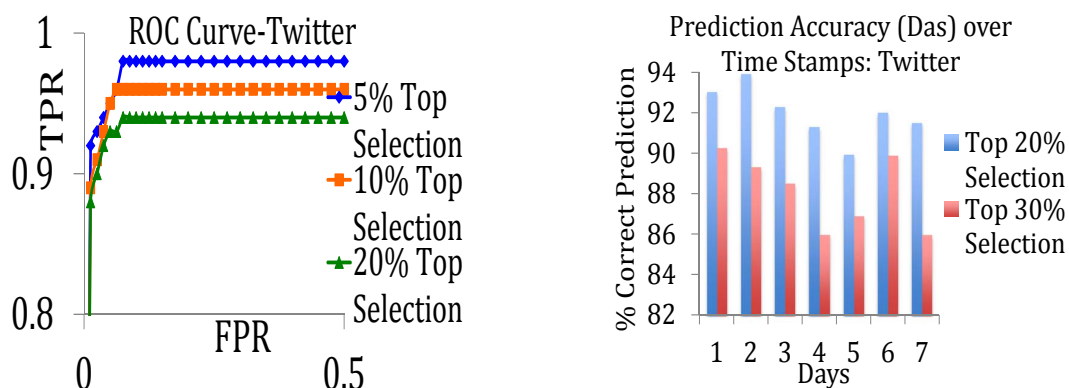 ROC Curve-Twitter
1
0.9
0.8
TPR
0
0.5
FPR
5% Top
Selection
10% Top
Selection
20% Top
Selection
Prediction Accuracy (Das) over
Time Stamps: Twitter
% Correct Prediction
94
92
90
88
86
84
82
1 2 3 4 5 6 7
Days
Top 20%
Selection
Top 30%
Selection